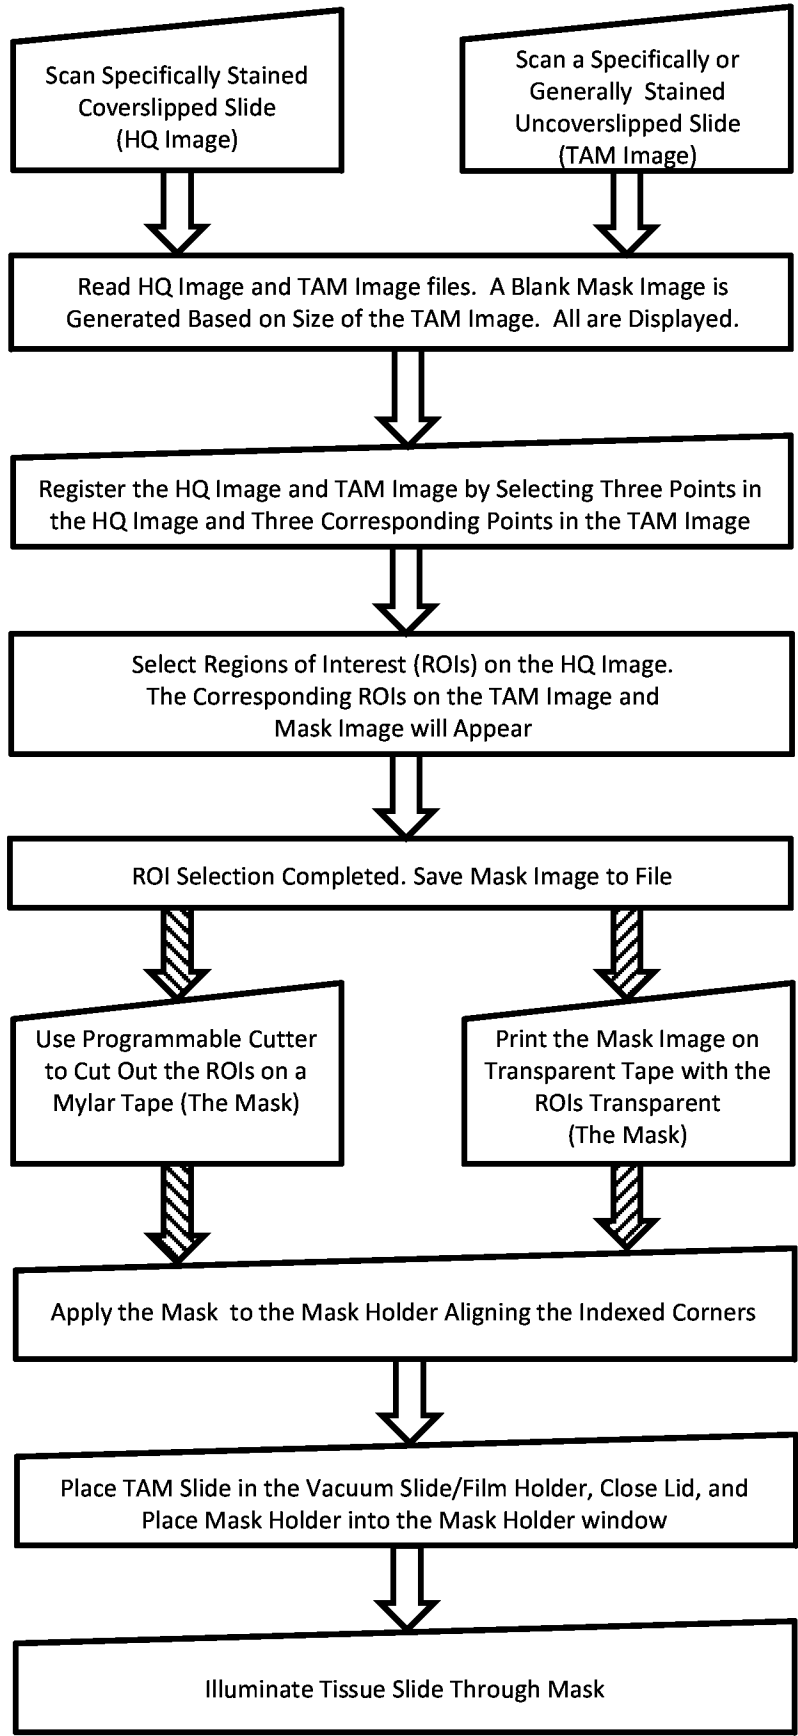 Scan Specifically Stained
Coverslipped Slide
(HQ Image)
Scan a Specifically or
Generally  Stained
Uncoverslipped Slide
(TAM Image)
Read HQ Image and TAM Image files.  A Blank Mask Image is
Generated Based on Size of the TAM Image.  All are Displayed.
Register the HQ Image and TAM Image by Selecting Three Points in
the HQ Image and Three Corresponding Points in the TAM Image
Select Regions of Interest (ROIs) on the HQ Image.
The Corresponding ROIs on the TAM Image and
Mask Image will Appear
ROI Selection Completed. Save Mask Image to File
Use Programmable Cutter
to Cut Out the ROIs on a
Mylar Tape (The Mask)
Print the Mask Image on
Transparent Tape with the
ROIs Transparent
(The Mask)
Apply the Mask  to the Mask Holder Aligning the Indexed Corners
Place TAM Slide in the Vacuum Slide/Film Holder, Close Lid, and
Place Mask Holder into the Mask Holder window
Illuminate Tissue Slide Through Mask